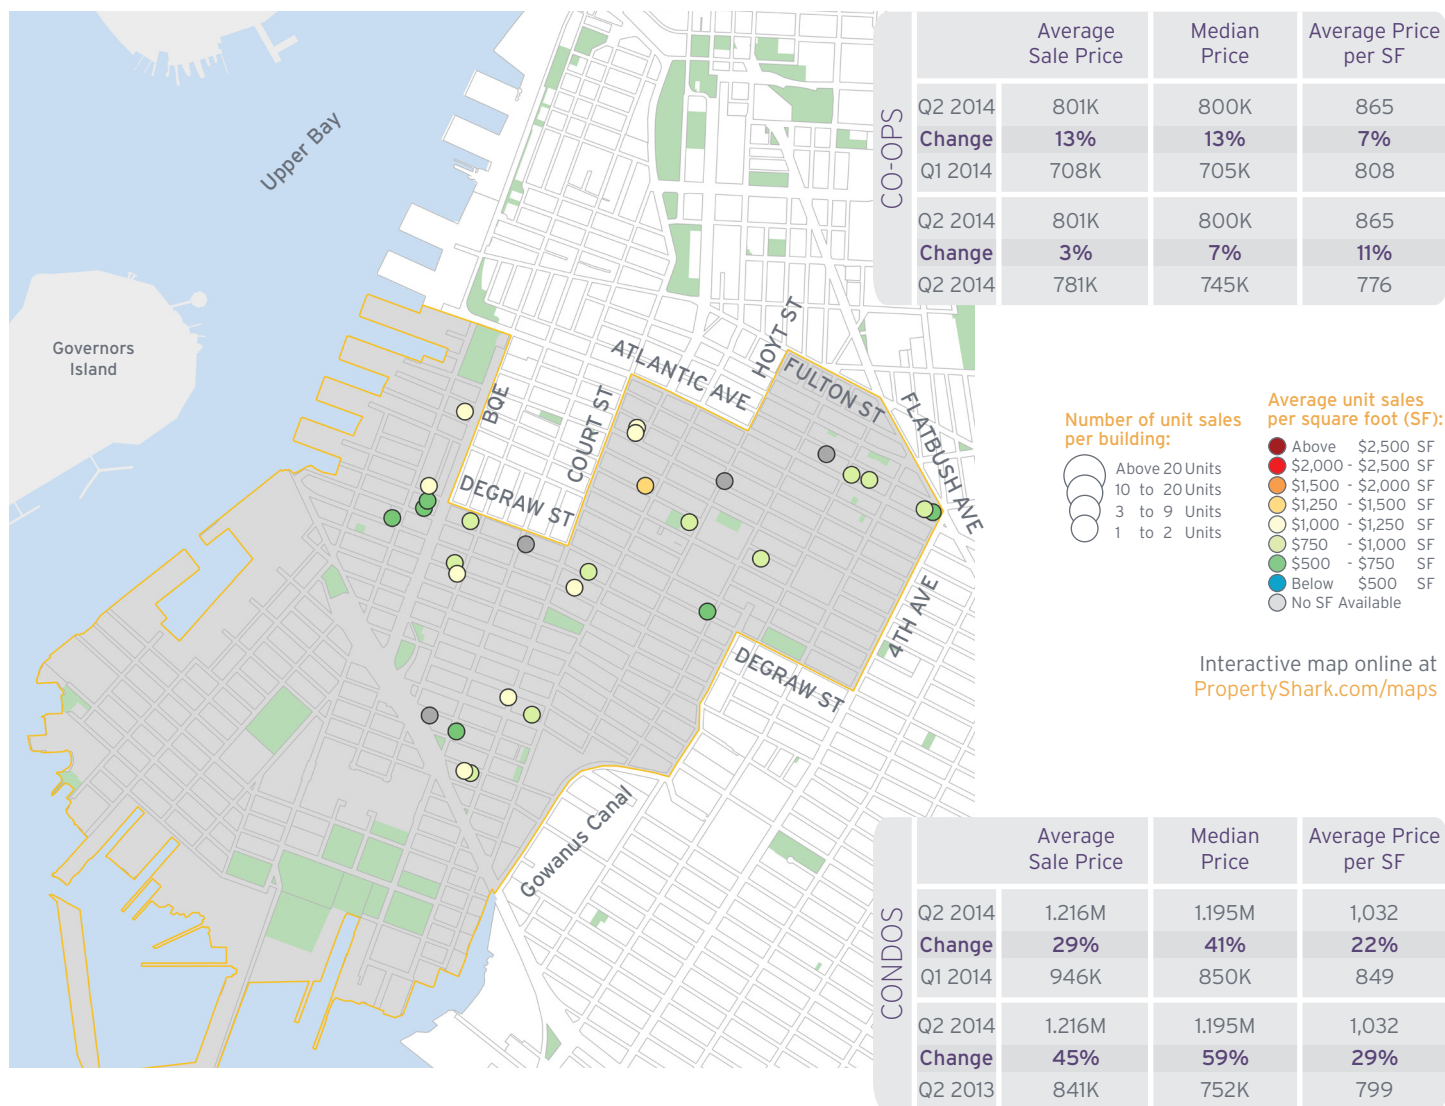 Upper Bay
Governors
Island
BQE
COURT ST
ATLANTIC AVE
HOYT ST
FULTON ST
FLATBUSH AVE
DEGRAW ST
4TH AVE
DEGRAW ST
Gowanus Canal
CO-OPS
Average
Sale Price
Median
Price
Average Price
per SF
Q2 2014 801K 800K 865
Change 13% 13% 7%
Q1 2014 708K 705K 808
Q2 2014 801K 800K 865
Change 3% 7% 11%
Q2 2014 781K 745K 776
Number of unit sales
per building:
Above 20 Units
10 to 20 Units
3 to 9 Units
1 to 2 Units
Average unit sales
per square foot (SF):
Above $2,500 SF
$2,000 - $2,500 SF
$1,500 - $2,000 SF
$1,250 - $1,500 SF
$1,000 - $1,250 SF
$750 - $1,000 SF
$500 - $750 SF
Below $500 SF
No SF Available
Interactive map online at
PropertyShark.com/maps
CONDOS
Average
Sale Price
Median
Price
Average Price
per SF
Q2 2014 1.216M 1.195M 1,032
Change 29% 41% 22%
Q1 2014 946K 850K 849
Q2 2014 1.216M 1.195M 1,032
Change 45% 59% 29%
Q2 2013 841K 752K 799